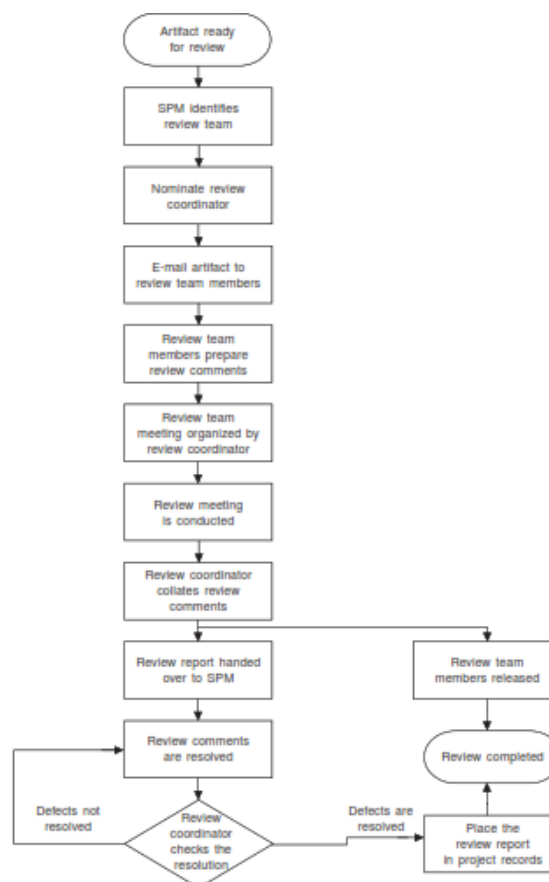 Artifact ready
for review
SPM identifies
review team
Nominate review
coordinator
E-mail artifact to
review team members
Review team
members prepare
review comments
Review team
meeting organized by
review coordinator
Review meeting
is conducted
Review coordinator
collates review
comments
Review report handed
over to SPM
Review team
members released
Review comments
are resolved
Review completed
Defects not
resolved
Review
coordinator
checks the
resolution
Defects are
resolved
Place the
review report
in project records